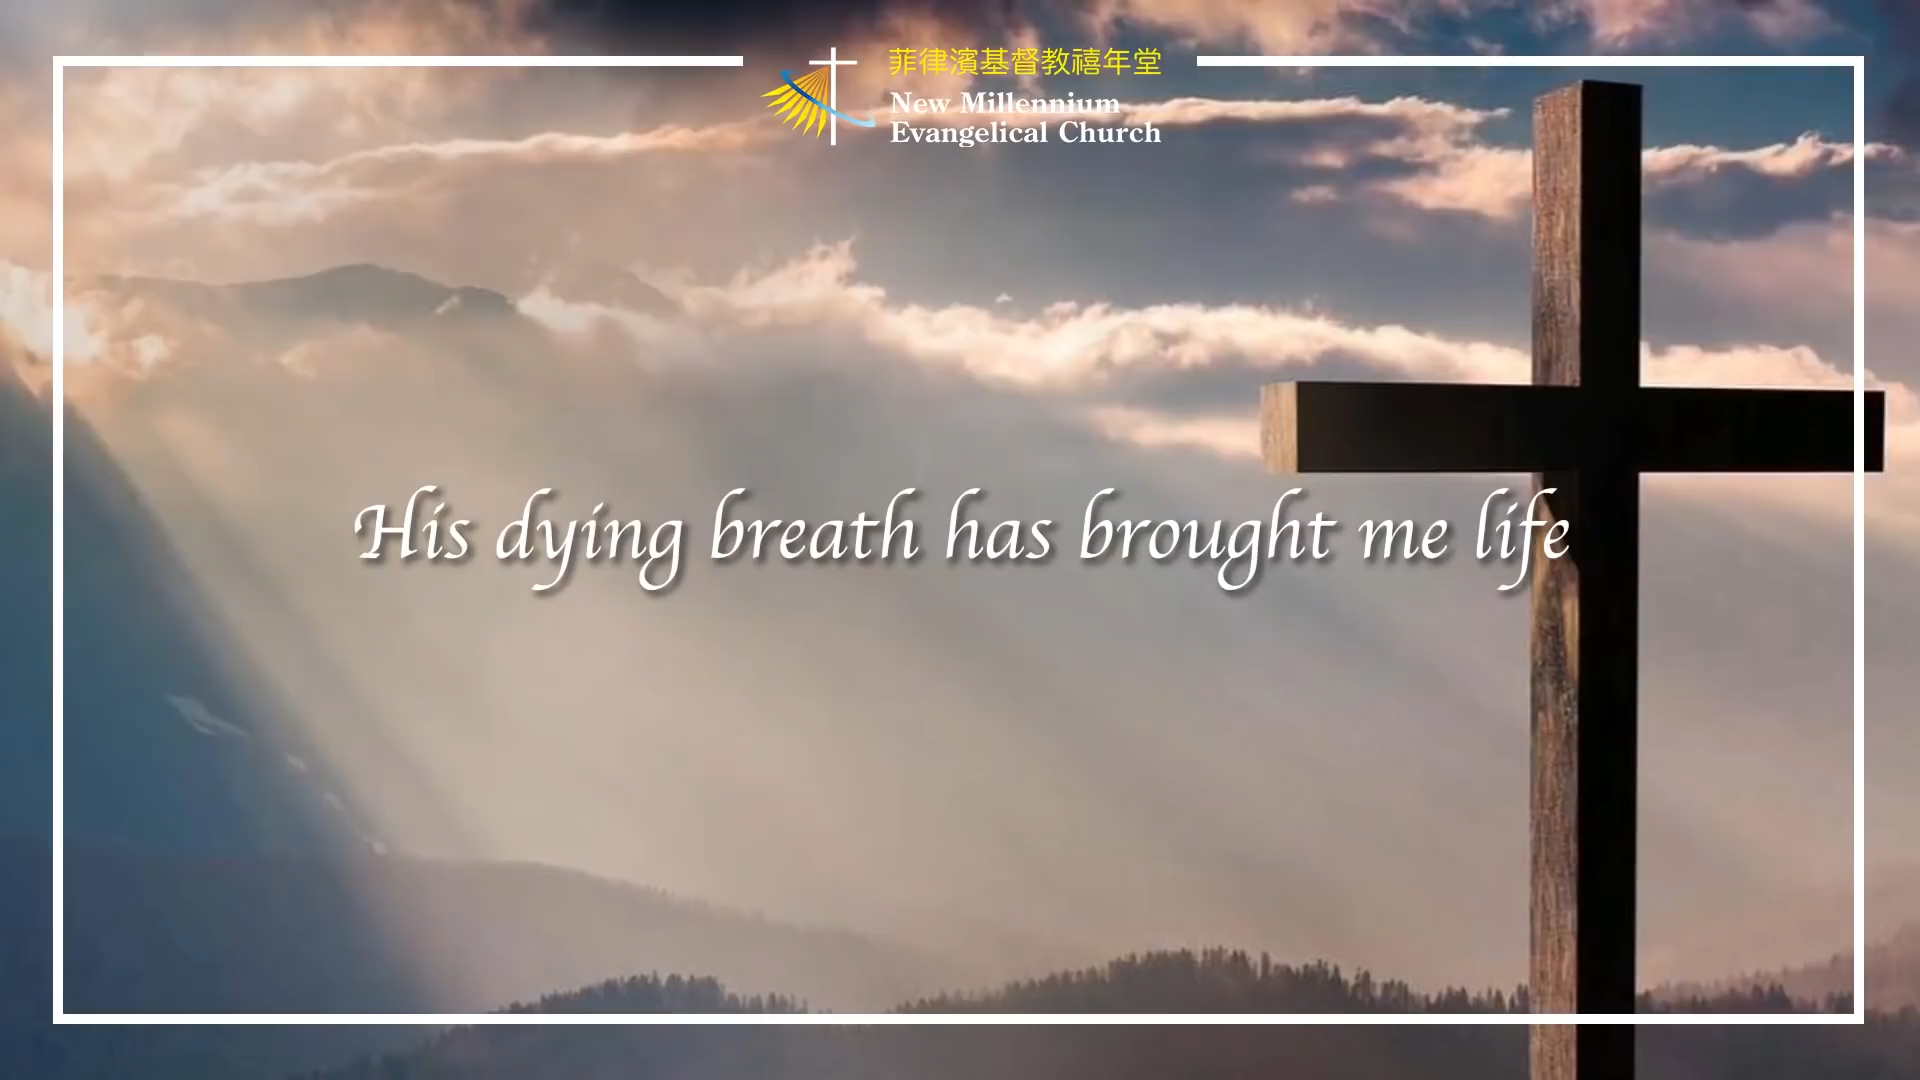 菲律濱基督教禧年堂
New Millennium
Evangelical Church
His dying breath has brought me life